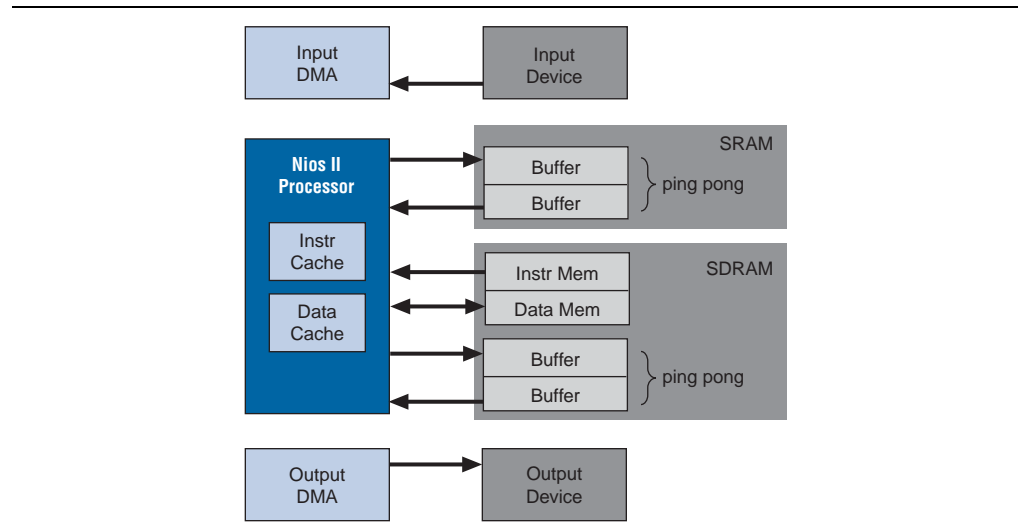 Input
DMA
Input
Device
Nios II
Processor
Instr
Cache
Data
Cache
SRAM
Buffer
Buffer
ping pong
SDRAM
Instr Mem
Data Mem
Buffer
Buffer
ping pong
Output
DMA
Output
Device